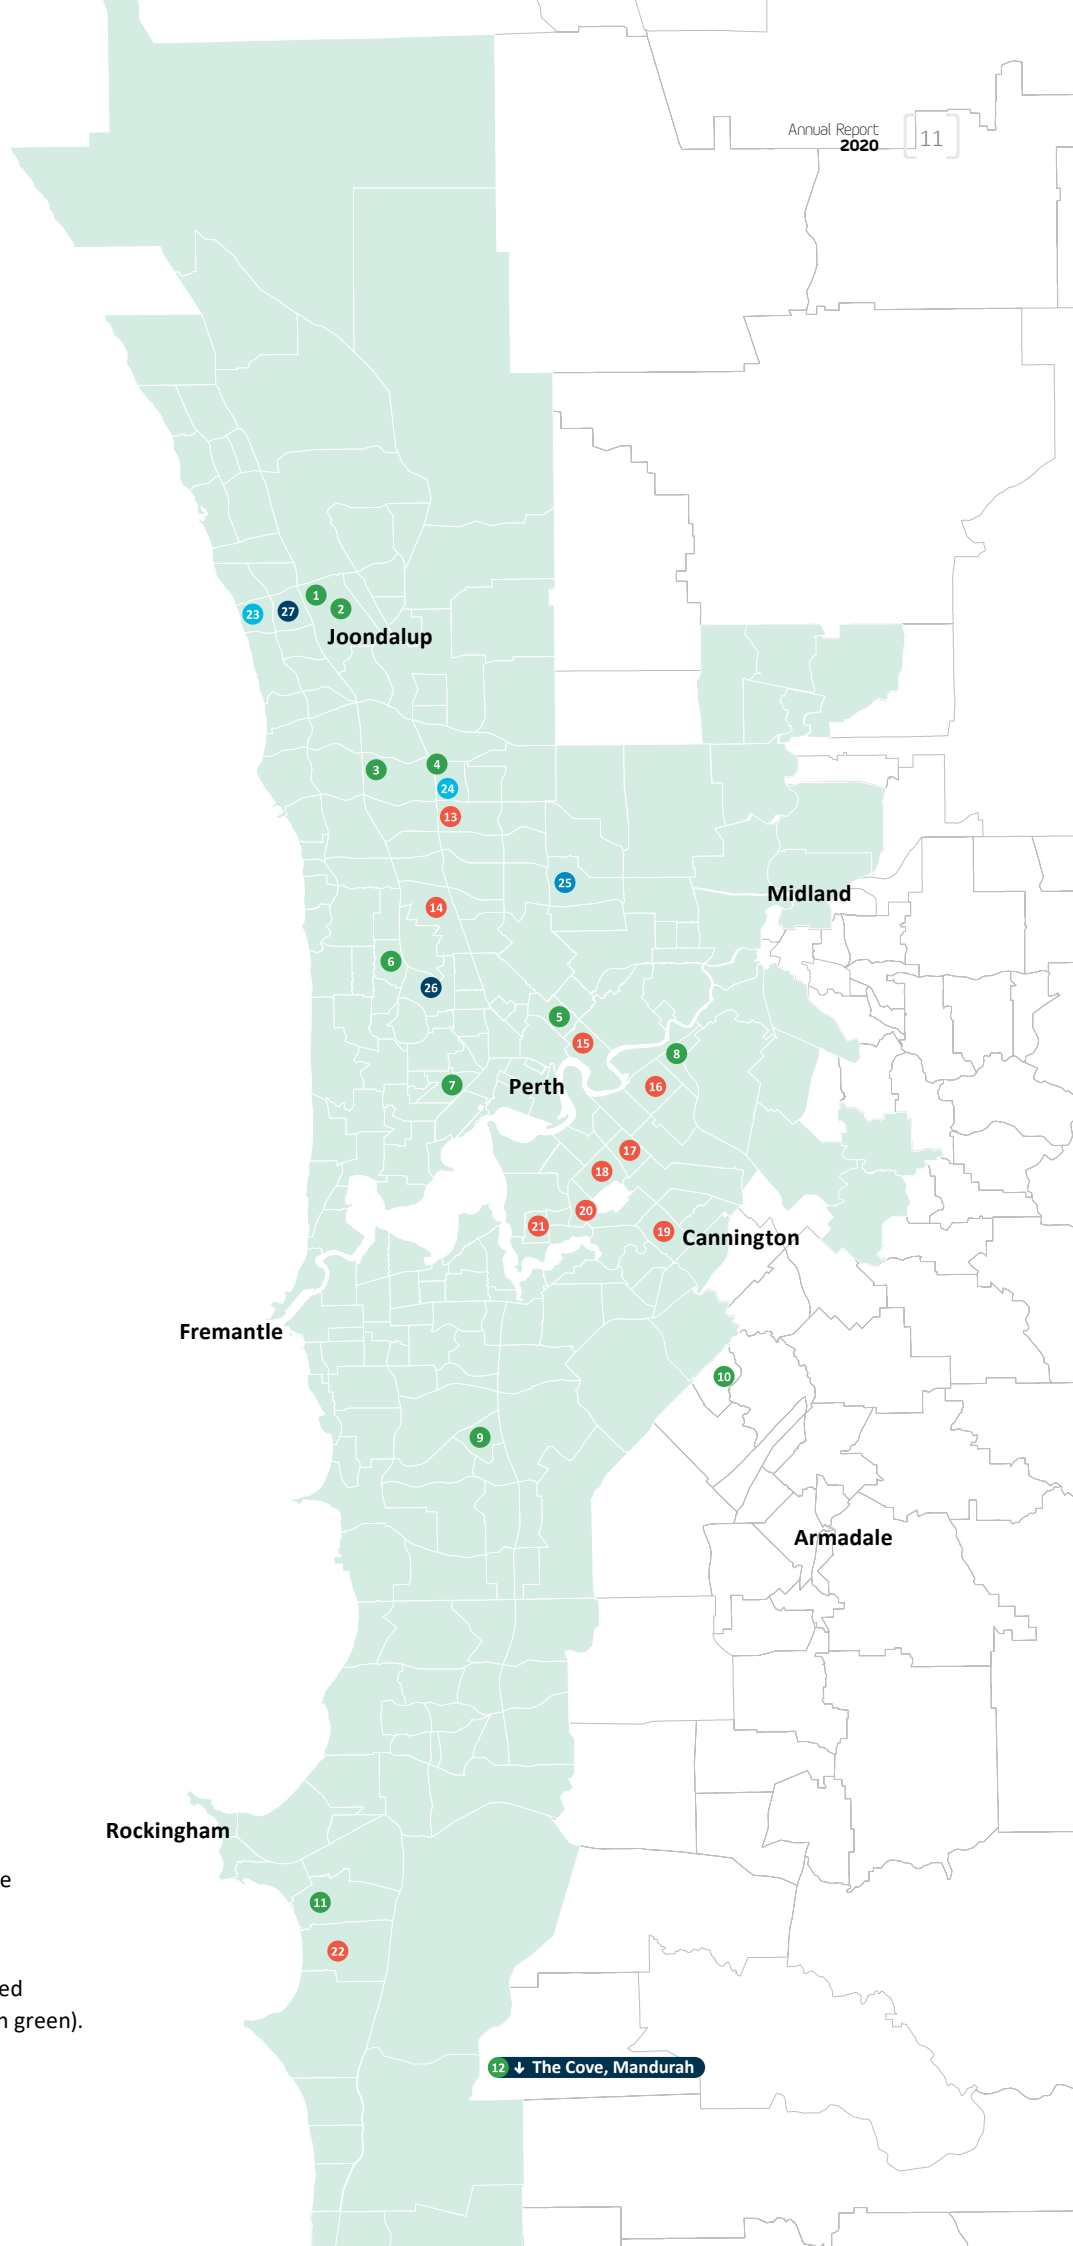 Annual Report
2020
11
1
23
27
2
Joondalup
4
3
24
13
25
Midland
14
6
26
5
15
8
7
Perth
16
17
18
20
21
19
Cannington
Fremantle
10
9
Armadale
Rockingham
e
11
22
ed
n green).
12 ↓ The Cove, Mandurah